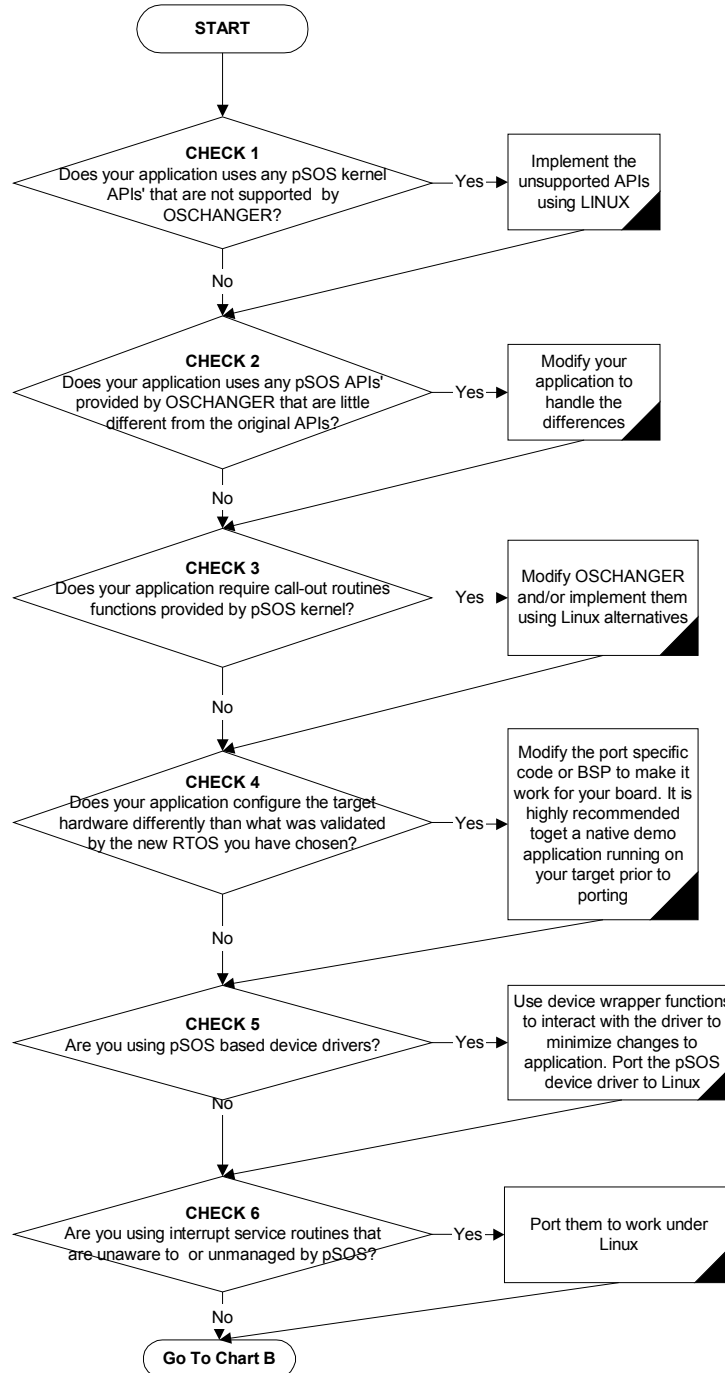 START
CHECK 1
Does your application uses any pSOS kernel
APIs' that are not supported by
OSCHANGER?
Yes
Implement the
unsupported APIs
using LINUX
No
CHECK 2
Does your application uses any pSOS APIs'
provided by OSCHANGER that are little
different from the original APIs?
Yes
Modify your
application to
handle the
differences
No
CHECK 3
Does your application require call-out routines
functions provided by pSOS kernel?
Yes
Modify OSCHANGER
and/or implement them
using Linux alternatives
No
CHECK 4
Does your application configure the target
hardware differently than what was validated
by the new RTOS you have chosen?
Yes
Modify the port specific
code or BSP to make it
work for your board. It is
highly recommended
toget a native demo
application running on
your target prior to
porting
No
CHECK 5
Are you using pSOS based device drivers?
Yes
Use device wrapper functions
to interact with the driver to
minimize changes to
application. Port the pSOS
device driver to Linux
No
CHECK 6
Are you using interrupt service routines that
are unaware to or unmanaged by pSOS?
Yes
Port them to work under
Linux
No
Go To Chart B